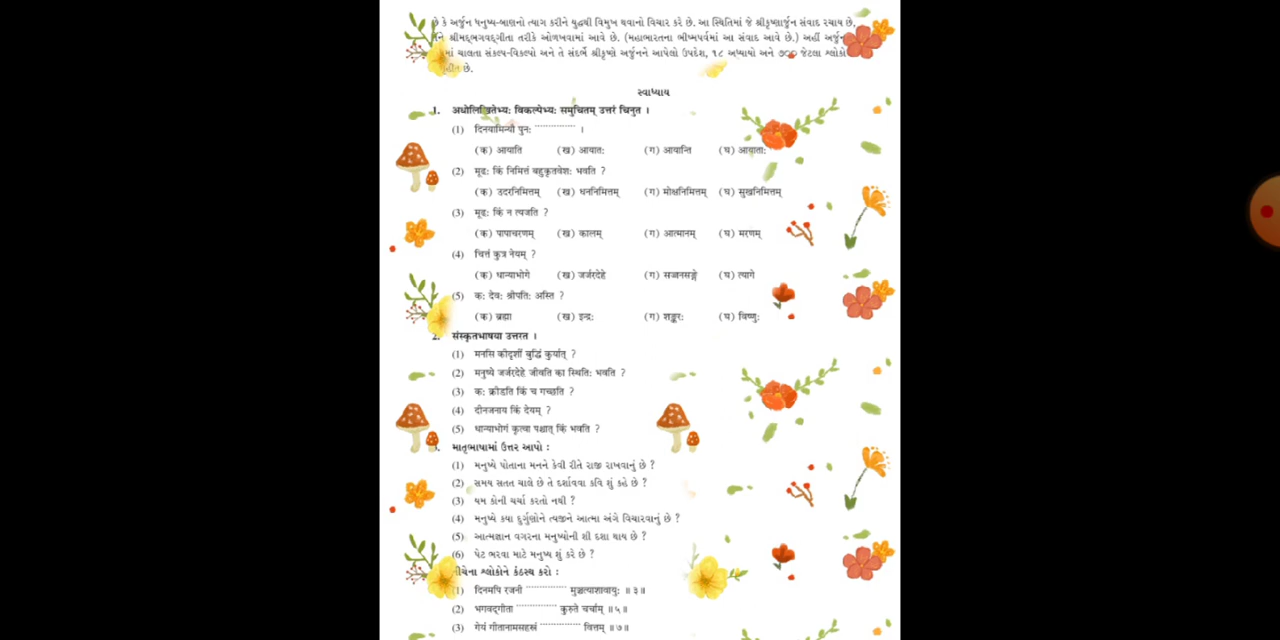 છે કે અર્જુન ધનુષ્ય-બાણનો ત્યાગ કરીને યુદ્ધથી વિમુખ થવાનો વિચાર કરે છે. આ સ્થિતિમાં જે શ્રીકૃષ્ણાર્જુન સંવાદ રચાય છે,
શ્રીમદ્ભગવદ્ગીતા તરીકે ઓળખવામાં આવે છે. (મહાભારતના ભીષ્મપર્વમાં આ સંવાદ આવે છે.) અહીં અર્જુન
ચાલતા સંકલ્પ-વિકલ્પો અને તે સંદર્ભે શ્રીકૃષ્ણે અર્જુનને આપેલો ઉપદેશ, ૧૮ અધ્યાયો અને ૭૦૦ જેટલા શ્લોકો
છે.
સ્વાધ્યાય
1. अधोलिखितेभ्यः विकल्पेभ्यः समुचितम् उत्तरं चिनुत ।
(1) दिनयामिन्यौ पुनः .............. ।
(क) आयाति (ख) आयातः (ग) आयान्ति (घ) आयाताः
(2) मूढः किं निमित्तं बहुकृतवेशः भवति ?
(क) उदरनिमित्तम् (ख) धननिमित्तम् (ग) मोक्षनिमित्तम् (घ) सुखनिमित्तम्
(3) मूढः किं न त्यजति ?
(क) पापाचरणम् (ख) कालम् (ग) आत्मानम् (घ) मरणम्
(4) चित्तं कुत्र नेयम् ?
(क) धान्याभोगे (ख) जर्जरदेहे (ग) सज्जनसङ्गे (घ) त्यागे
(5) कः देवः श्रीपतिः अस्ति ?
(क) ब्रह्मा (ख) इन्द्रः (ग) शङ्करः (घ) विष्णुः
2. संस्कृतभाषया उत्तरत ।
(1) मनसि कीदृशीं बुद्धिं कुर्यात् ?
(2) मनुष्ये जर्जरदेहे जीवति का स्थितिः भवति ?
(3) कः क्रीडति किं च गच्छति ?
(4) दीनजनाय किं देयम् ?
(5) धान्याभोगं कृत्वा पश्चात् किं भवति ?
માતૃભાષામાં ઉત્તર આપો :
(1) મનુષ્યે પોતાના મનને કેવી રીતે રાજી રાખવાનું છે ?
(2) સમય સતત ચાલે છે તે દર્શાવવા કવિ શું કહે છે ?
(3) યમ કોની ચર્ચા કરતો નથી ?
(4) મનુષ્યે કયા દુર્ગુણોને ત્યજીને આત્મા અંગે વિચારવાનું છે ?
(5) આત્મજ્ઞાન વગરના મનુષ્યોની શી દશા થાય છે ?
(6) પેટ ભરવા માટે મનુષ્ય શું કરે છે ?
નીચેના શ્લોકોને કંઠસ્થ કરો :
(1) दिनमपि रजनी .............. मुञ्चत्याशावायुः ॥३॥
(2) भगवद्गीता .............. कुरुते चर्चाम् ॥५॥
(3) गेयं गीतानामसहस्रं .............. वित्तम् ॥७॥